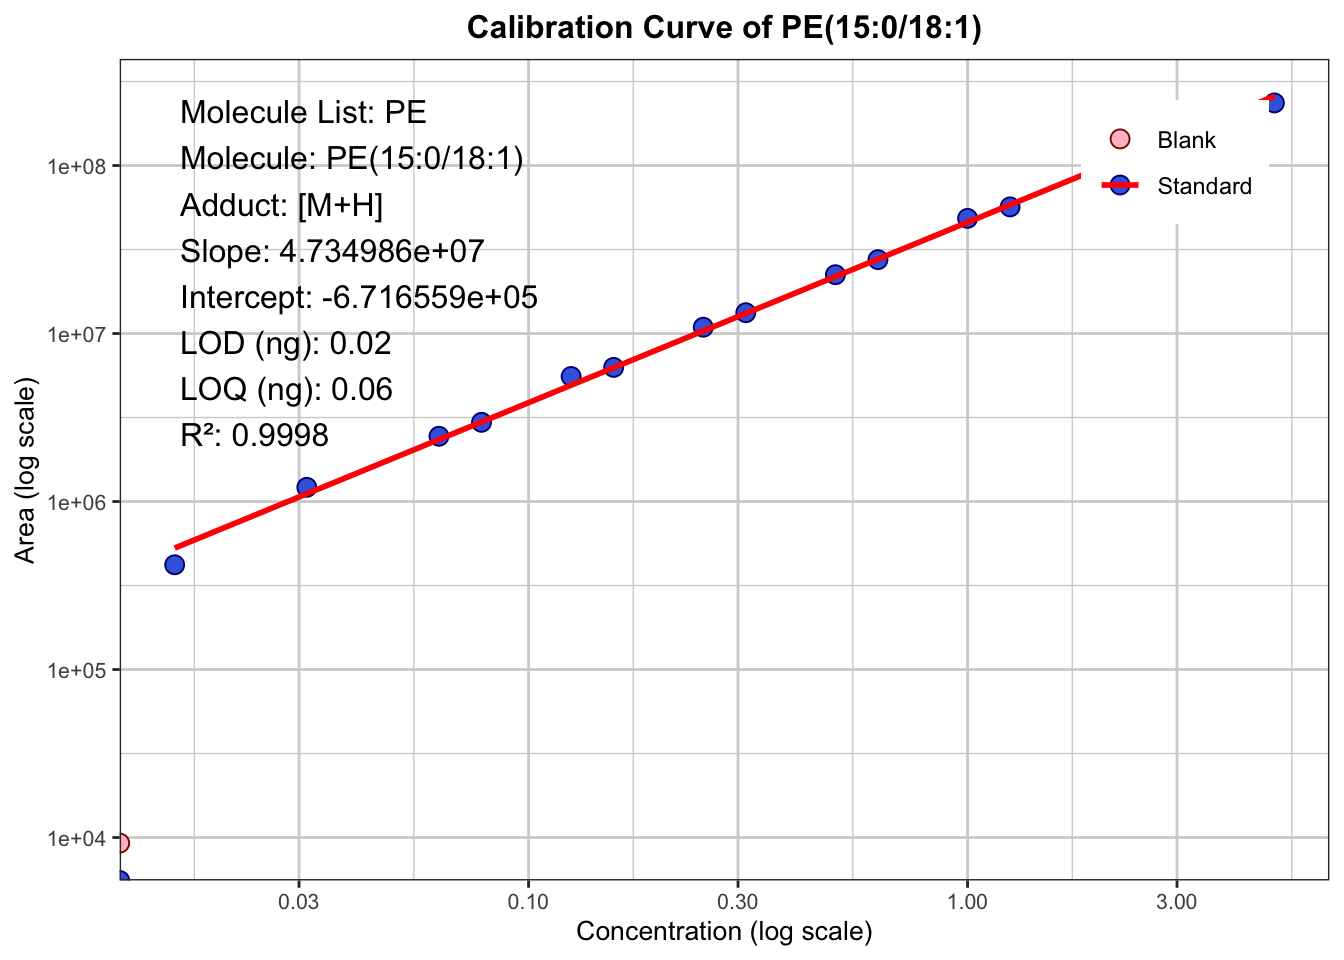 Calibration Curve of PE(15:0/18:1)
Molecule List: PE
Molecule: PE(15:0/18:1)
Adduct: [M+H]
Slope: 4.734986e+07
Intercept: -6.716559e+05
LOD (ng): 0.02
LOQ (ng): 0.06
R²: 0.9998
Blank
Standard
Area (log scale)
1e+08
1e+07
1e+06
1e+05
1e+04
0.03 0.10 0.30 1.00 3.00
Concentration (log scale)